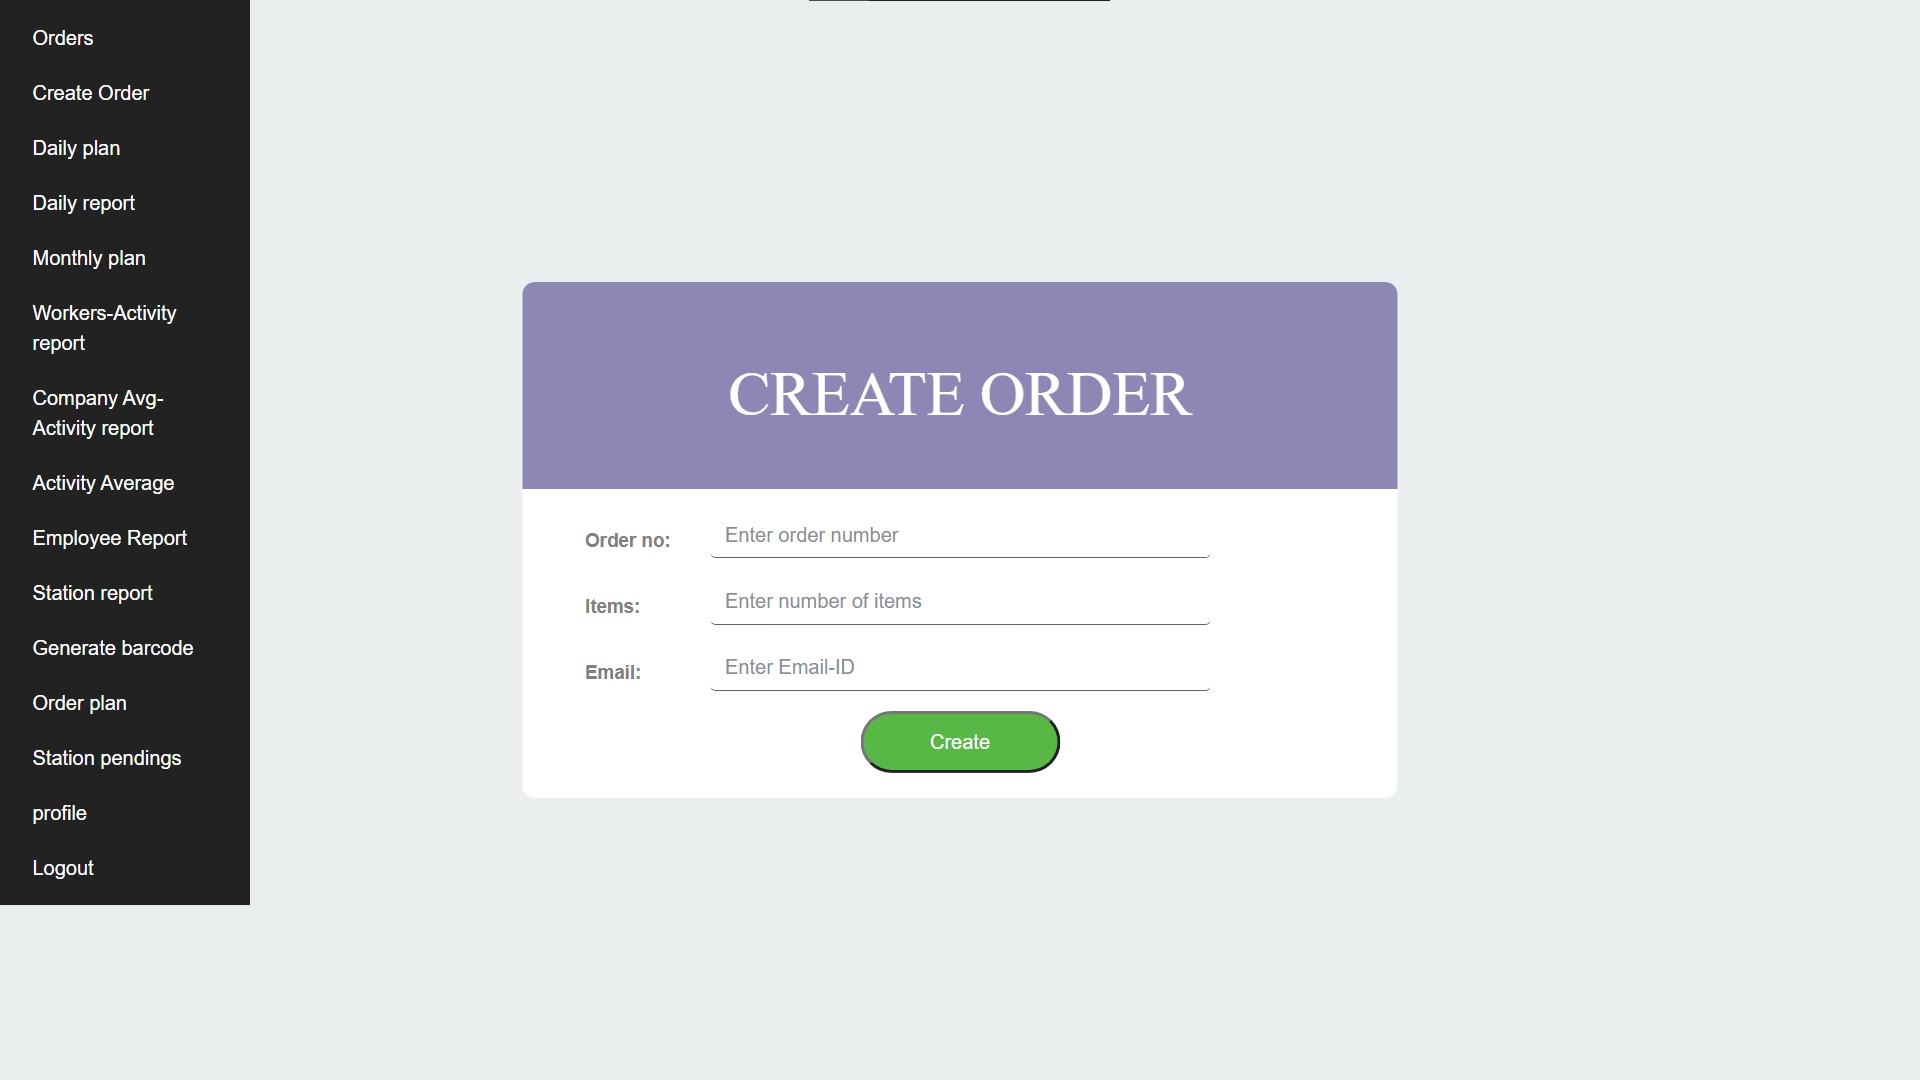 Orders
Create Order
Daily plan
Daily report
Monthly plan
Workers-Activity
report
Company Avg-
Activity report
Activity Average
Employee Report
Station report
Generate barcode
Order plan
Station pendings
profile
Logout
CREATE ORDER
Order no: Enter order number
Items: Enter number of items
Email: Enter Email-ID
Create